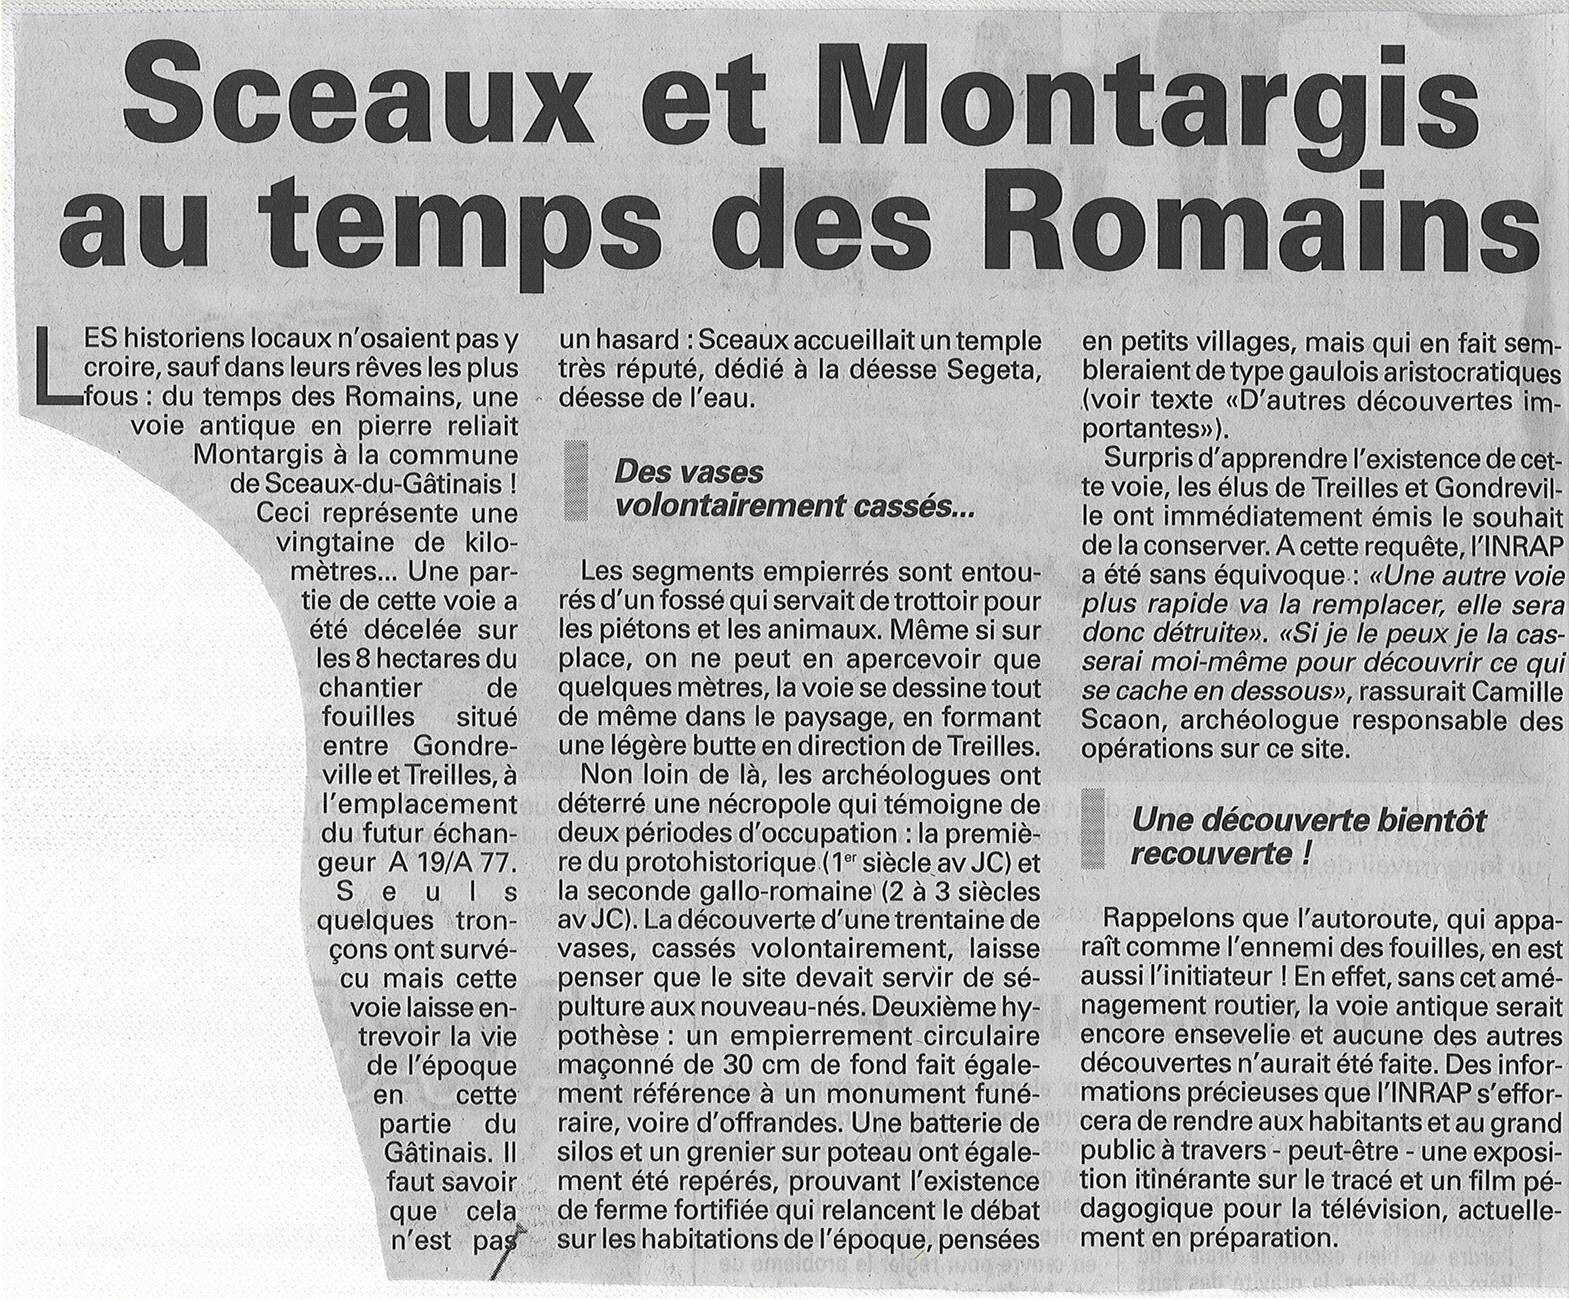 Sceaux et Montargis
au temps des Romains
LES historiens locaux n'osaient pas y
croire, sauf dans leurs rêves les plus
fous : du temps des Romains, une
voie antique en pierre reliait
Montargis à la commune
de Sceaux-du-Gâtinais !
Ceci représente une
vingtaine de kilo-
mètres... Une par-
tie de cette voie a
été décelée sur
les 8 hectares du
chantier de
fouilles situé
entre Gondre-
ville et Treilles, à
l'emplacement
du futur échan-
geur A 19/A 77.
Seuls
quelques tron-
çons ont survé-
cu mais cette
voie laisse en-
trevoir la vie
de l'époque
en cette
partie du
Gâtinais. Il
faut savoir
que cela
n'est pas
un hasard : Sceaux accueillait un temple
très réputé, dédié à la déesse Segeta,
déesse de l'eau.
Des vases
volontairement cassés...
Les segments empierrés sont entou-
rés d'un fossé qui servait de trottoir pour
les piétons et les animaux. Même si sur
place, on ne peut en apercevoir que
quelques mètres, la voie se dessine tout
de même dans le paysage, en formant
une légère butte en direction de Treilles.
Non loin de là, les archéologues ont
déterré une nécropole qui témoigne de
deux périodes d'occupation : la premiè-
re du protohistorique (1er siècle av JC) et
la seconde gallo-romaine (2 à 3 siècles
av JC). La découverte d'une trentaine de
vases, cassés volontairement, laisse
penser que le site devait servir de sé-
pulture aux nouveau-nés. Deuxième hy-
pothèse : un empierrement circulaire
maçonné de 30 cm de fond fait égale-
ment référence à un monument funé-
raire, voire d'offrandes. Une batterie de
silos et un grenier sur poteau ont égale-
ment été repérés, prouvant l'existence
de ferme fortifiée qui relancent le débat
sur les habitations de l'époque, pensées
en petits villages, mais qui en fait sem-
bleraient de type gaulois aristocratiques
(voir texte «D'autres découvertes im-
portantes»).
Surpris d'apprendre l'existence de cet-
te voie, les élus de Treilles et Gondrevil-
le ont immédiatement émis le souhait
de la conserver. A cette requête, l'INRAP
a été sans équivoque : «Une autre voie
plus rapide va la remplacer, elle sera
donc détruite». «Si je le peux je la cas-
serai moi-même pour découvrir ce qui
se cache en dessous», rassurait Camille
Scaon, archéologue responsable des
opérations sur ce site.
Une découverte bientôt
recouverte !
Rappelons que l'autoroute, qui appa-
raît comme l'ennemi des fouilles, en est
aussi l'initiateur ! En effet, sans cet amé-
nagement routier, la voie antique serait
encore ensevelie et aucune des autres
découvertes n'aurait été faite. Des infor-
mations précieuses que l'INRAP s'effor-
cera de rendre aux habitants et au grand
public à travers - peut-être - une exposi-
tion itinérante sur le tracé et un film pé-
dagogique pour la télévision, actuelle-
ment en préparation.